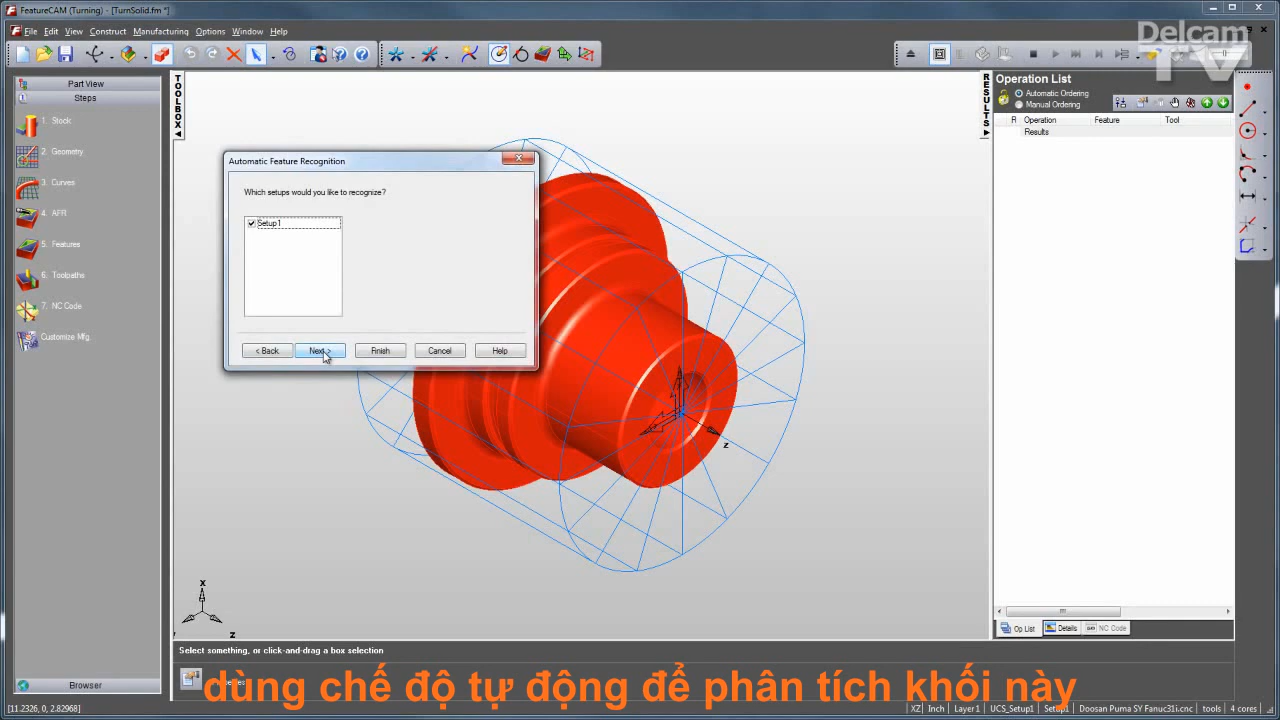 FeatureCAM (Turning) - [TurnSolid.fm *]
File Edit View Construct Manufacturing Options Window Help
Delcam
TV
Part View
Steps
1. Stock
2. Geometry
3. Curves
4. AFR
5. Features
6. Toolpaths
7. NC Code
Customize Mfg.
Browser
TOOLBOX
Automatic Feature Recognition
Which setups would you like to recognize?
Setup1
< Back Next > Finish Cancel Help
z
X
Z
RESULTS
Operation List
Automatic Ordering
Manual Ordering
R Operation Feature Tool
Results
Op List Details NC Code
Select something, or click-and-drag a box selection
dùng chế độ tự động để phân tích khối này
11.2326, 0, 2.82968) XZ Inch Layer1 UCS_Setup1 Setup1 Doosan Puma SY Fanuc31i.cnc tools 4 cores